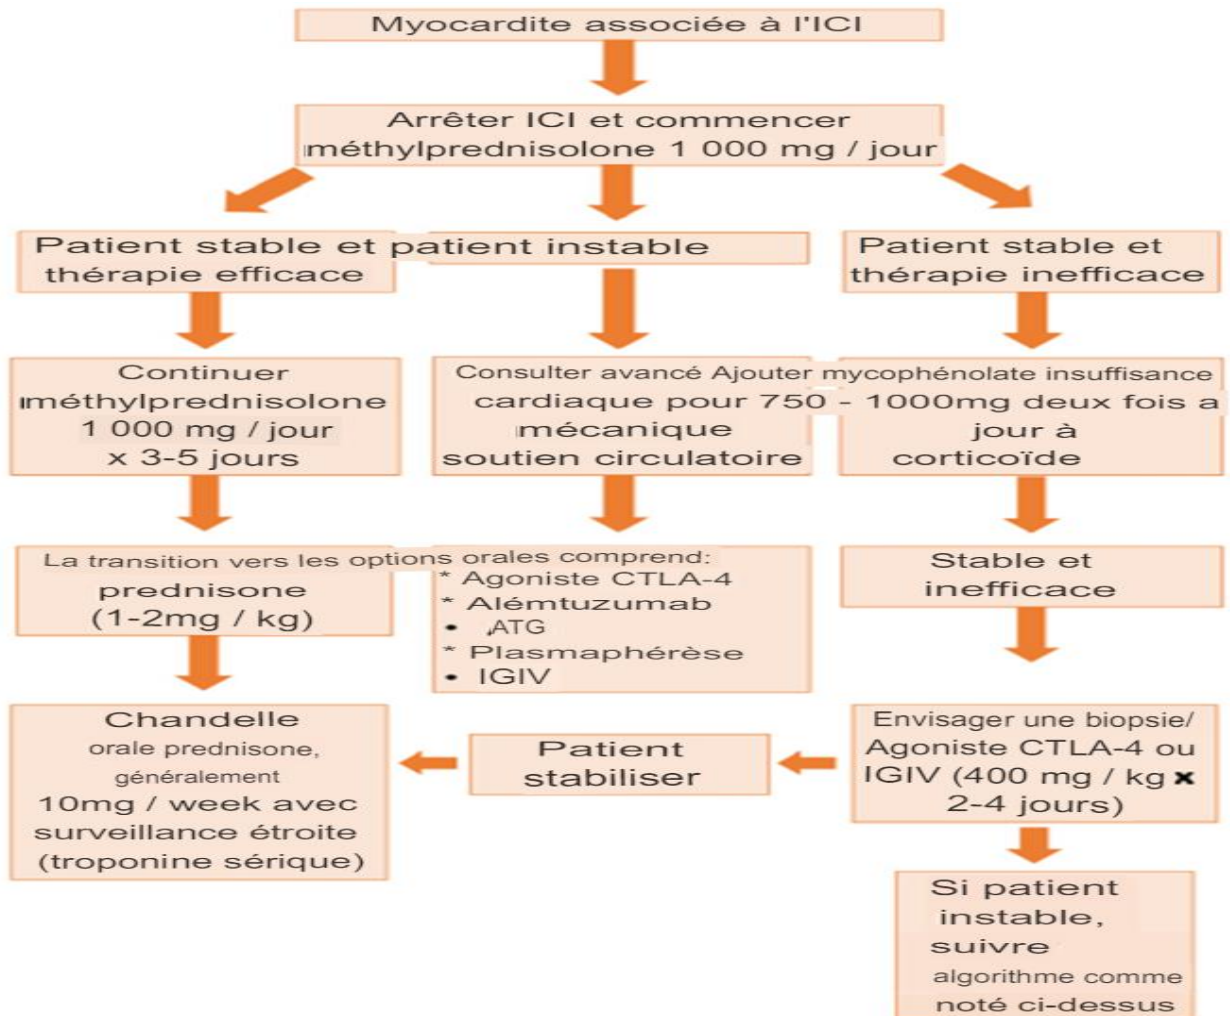 Myocardite associée à l'ICI
Arrêter ICI et commencer
méthylprednisolone 1 000 mg / jour
Patient stable et patient instable
thérapie efficace
Patient stable et
thérapie inefficace
Continuer
méthylprednisolone
1 000 mg / jour
x 3-5 jours
Consulter avancé Ajouter mycophénolate insuffisance
cardiaque pour 750 - 1000mg deux fois a
mécanique
soutien circulatoire
jour à
corticoïde
La transition vers les options orales comprend:
prednisone
(1-2mg / kg)
* Agoniste CTLA-4
* Alémtuzumab
• ATG
* Plasmaphérèse
• IGIV
Stable et
inefficace
Chandelle
orale prednisone,
généralement
10mg / week avec
surveillance étroite
(troponine sérique)
Patient
stabiliser
Envisager une biopsie/
Agoniste CTLA-4 ou
IGIV (400 mg / kg x
2-4 jours)
Si patient
instable,
suivre
algorithme comme
noté ci-dessus